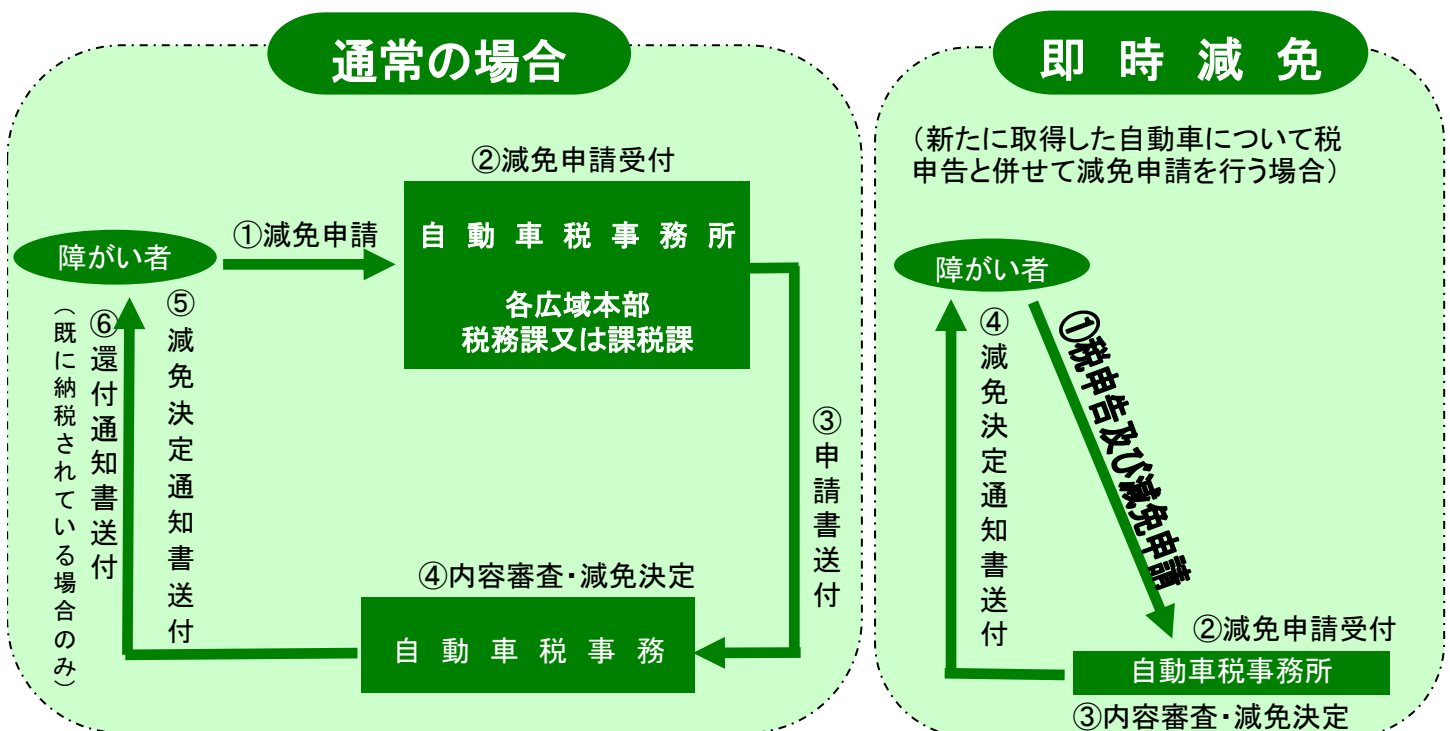 通常の場合
②減免申請受付
①減免申請
障がい者
自動車税事務所
各広域本部
税務課又は課税課
③申請書送付
④内容審査・減免決定
自動車税事務
⑤減免決定通知書送付
⑥還付通知書送付
（既に納税されている場合のみ）
即時減免
（新たに取得した自動車について税
申告と併せて減免申請を行う場合）
障がい者
①税申告及び減免申請
②減免申請受付
自動車税事務所
③内容審査・減免決定
④減免決定通知書送付